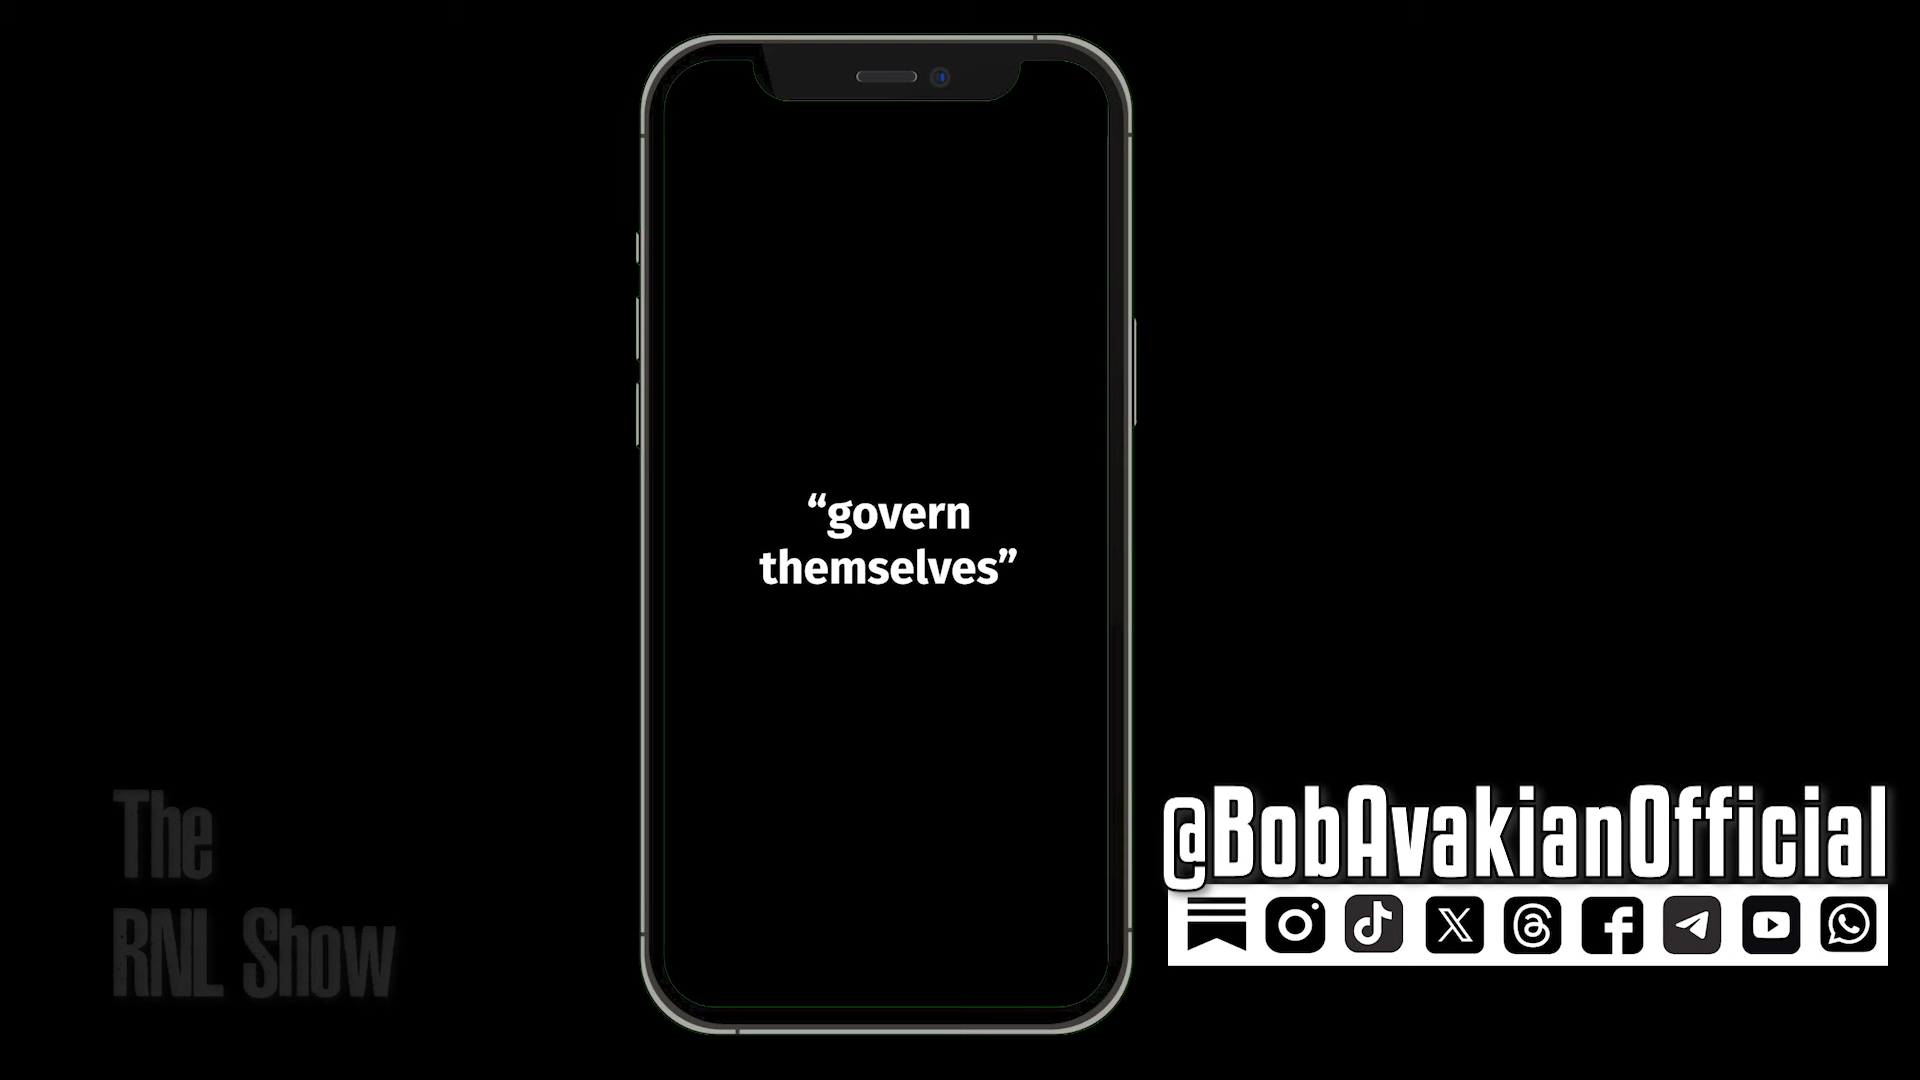 “govern
themselves”
The
RNL Show
@BobAvakianOfficial